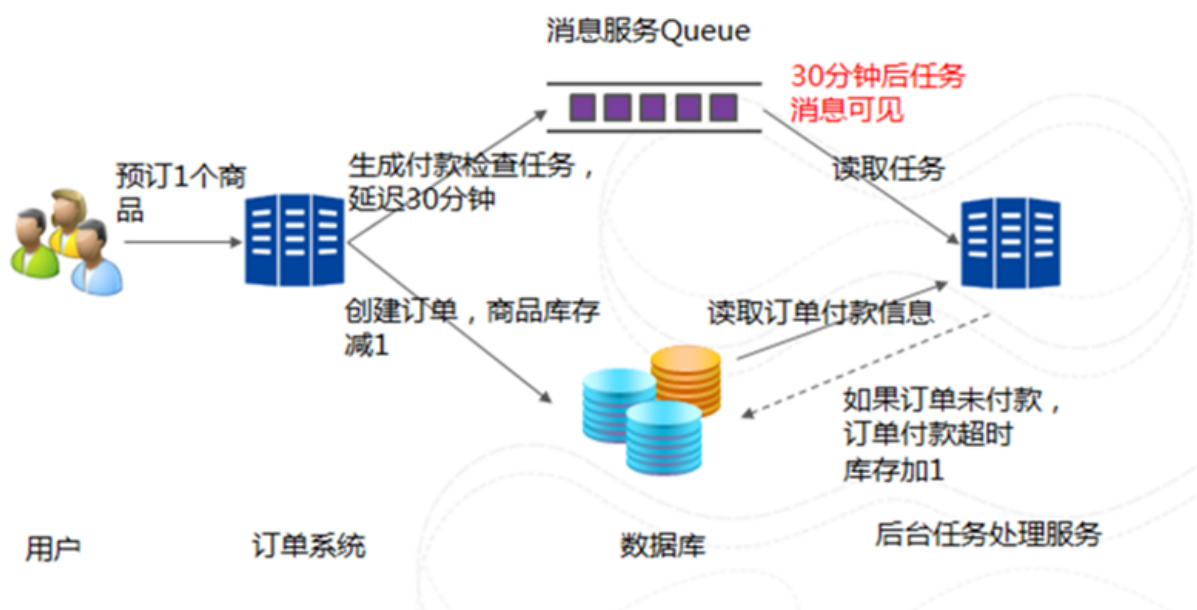 消息服务Queue
30分钟后任务
消息可见
预订1个商
品
生成付款检查任务，
延迟30分钟
读取任务
创建订单，商品库存
减1
读取订单付款信息
如果订单未付款，
订单付款超时
库存加1
用户
订单系统
数据库
后台任务处理服务